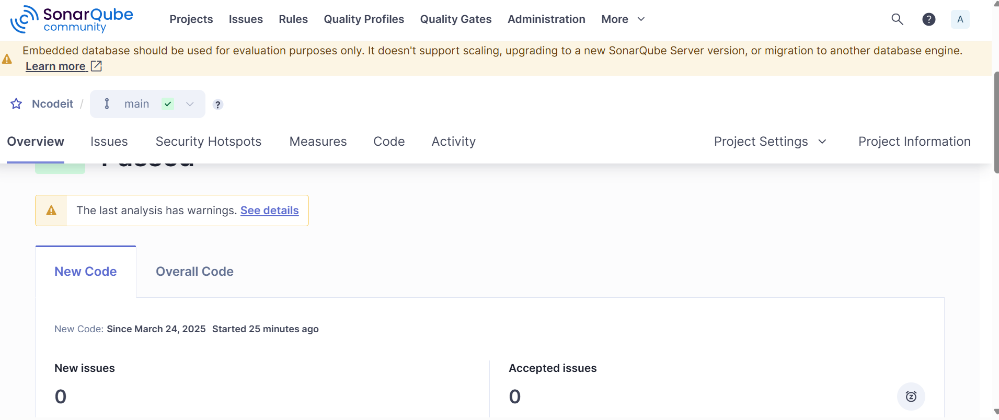 SonarQube
community
Projects Issues Rules Quality Profiles Quality Gates Administration More ? A
Embedded database should be used for evaluation purposes only. It doesn't support scaling, upgrading to a new SonarQube Server version, or migration to another database engine.
Learn more
Ncodeit / main ?
Overview Issues Security Hotspots Measures Code Activity Project Settings Project Information
Passed
The last analysis has warnings. See details
New Code Overall Code
New Code: Since March 24, 2025 Started 25 minutes ago
New issues Accepted issues
0 0